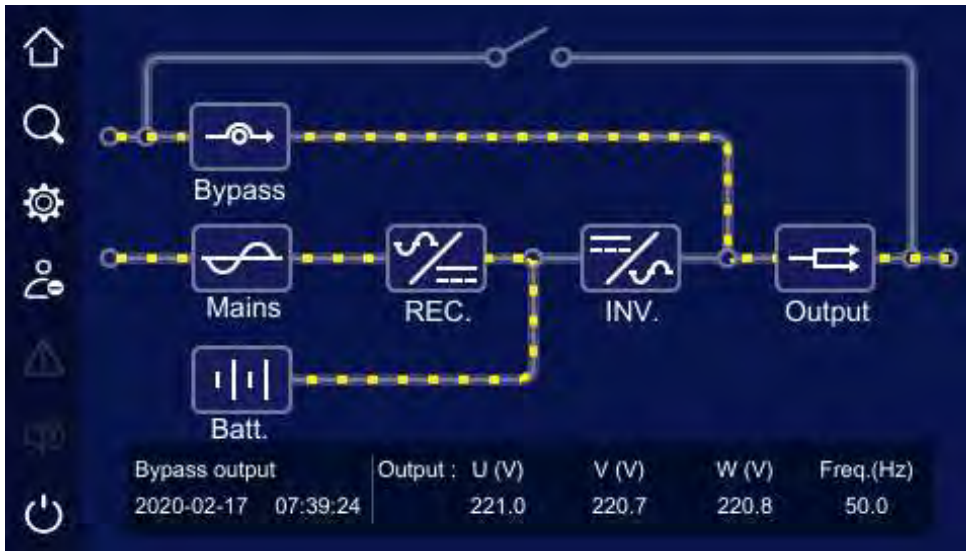 Bypass
Mains
REC.
INV.
Output
Batt.
Bypass output
Output : U (V) V (V) W (V) Freq.(Hz)
2020-02-17 07:39:24 221.0 220.7 220.8 50.0